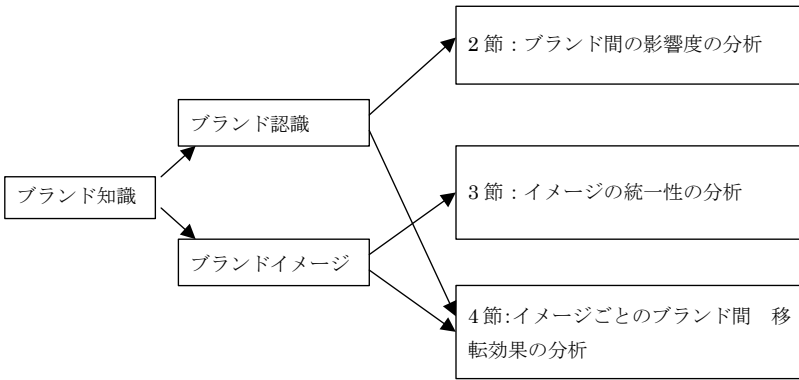 2 節：ブランド間の影響度の分析
ブランド認識
3 節：イメージの統一性の分析
ブランド知識
ブランドイメージ
4 節:イメージごとのブランド間　移
転効果の分析